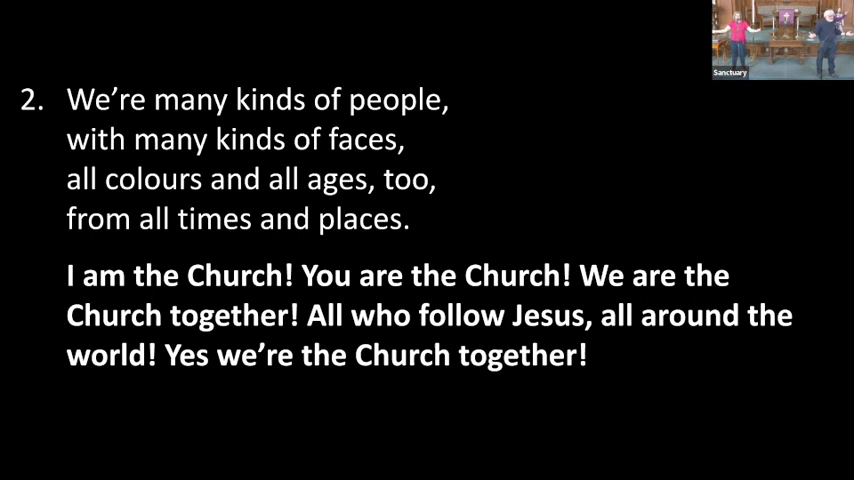 Sanctuary
2. We’re many kinds of people,
with many kinds of faces,
all colours and all ages, too,
from all times and places.
I am the Church! You are the Church! We are the
Church together! All who follow Jesus, all around the
world! Yes we’re the Church together!